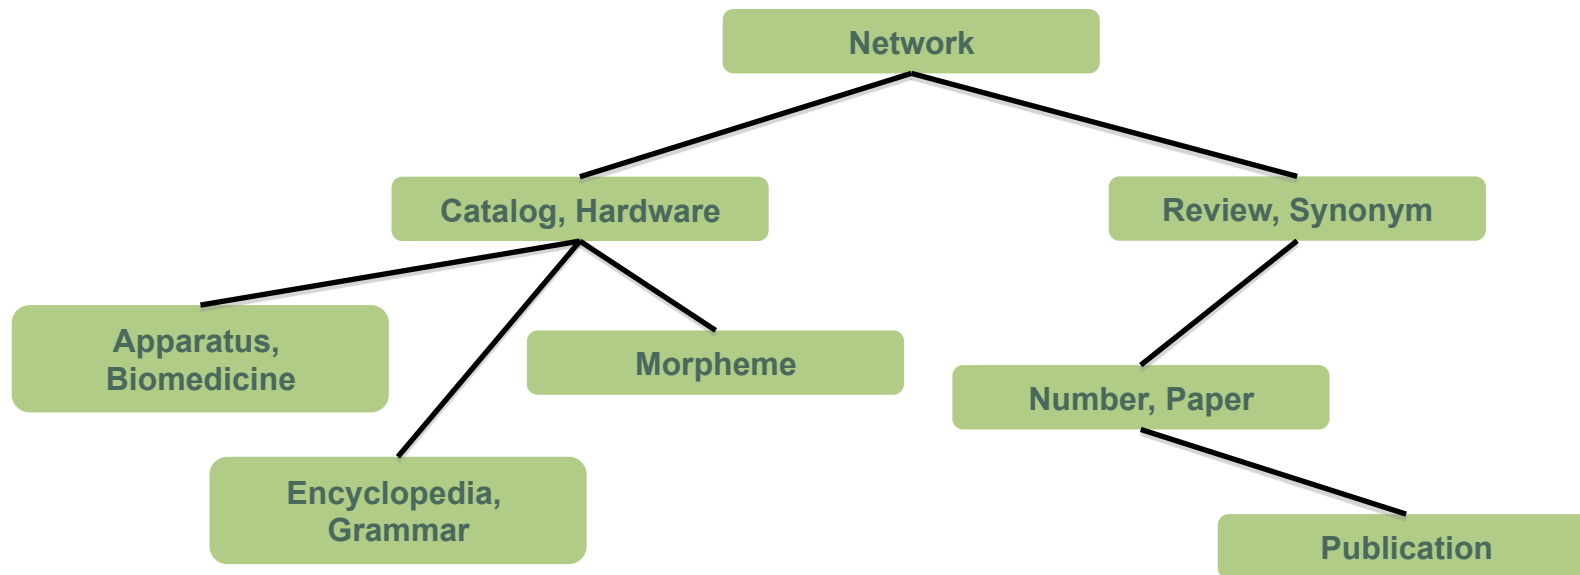 Network
Catalog, Hardware
Review, Synonym
Apparatus,
Biomedicine
Morpheme
Number, Paper
Encyclopedia,
Grammar
Publication